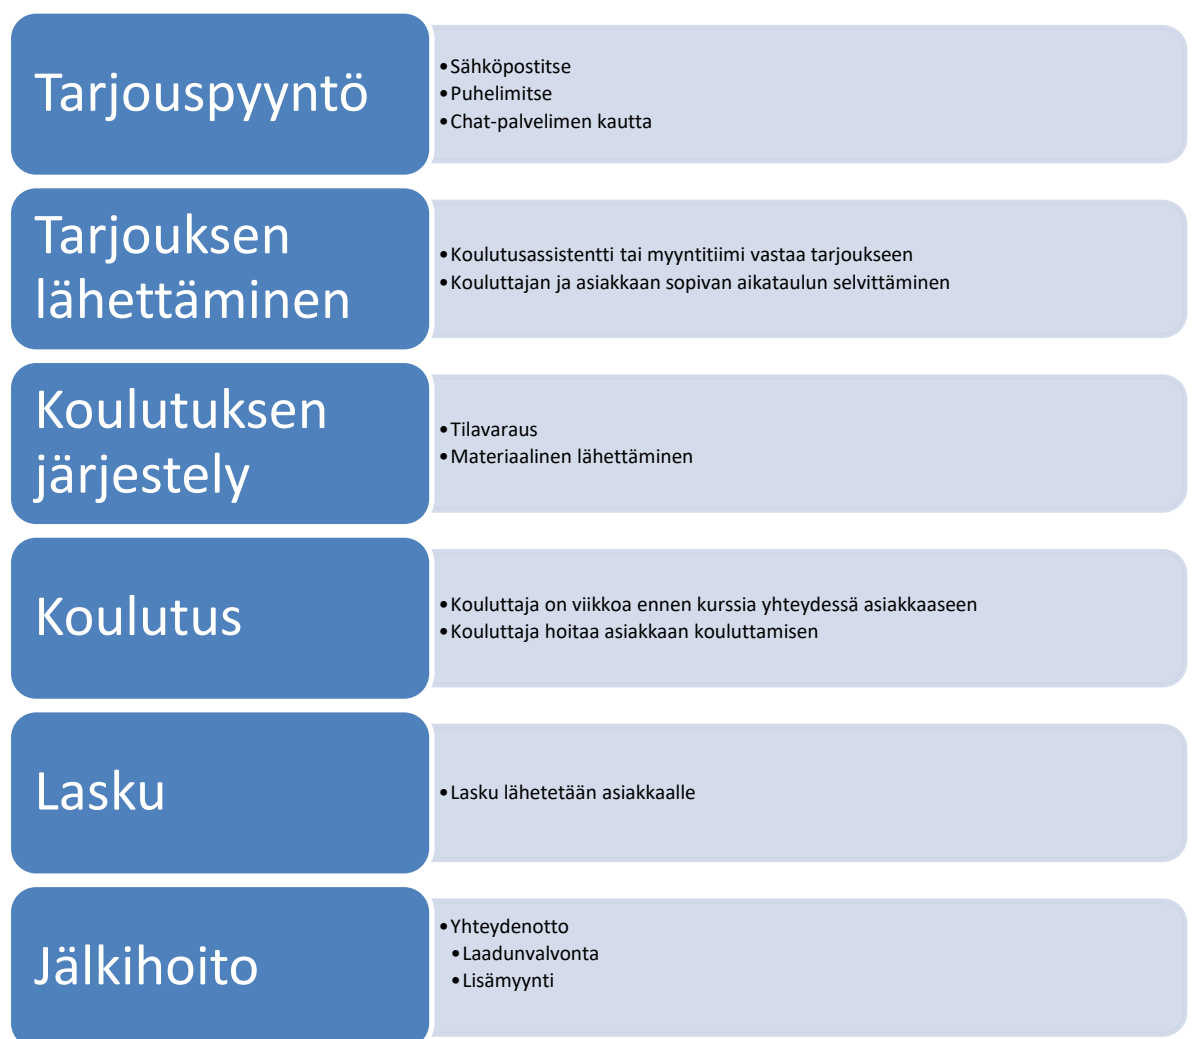 Tarjouspyyntö
•Sähköpostitse
•Puhelimitse
•Chat-palvelimen kautta
Tarjouksen
lähettäminen
•Koulutusassistentti tai myyntitiimi vastaa tarjoukseen
•Kouluttajan ja asiakkaan sopivan aikataulun selvittäminen
Koulutuksen
järjestely
•Tilavaraus
•Materiaalinen lähettäminen
Koulutus
•Kouluttaja on viikkoa ennen kurssia yhteydessä asiakkaaseen
•Kouluttaja hoitaa asiakkaan kouluttamisen
Lasku
•Lasku lähetetään asiakkaalle
Jälkihoito
•Yhteydenotto
•Laadunvalvonta
•Lisämyynti